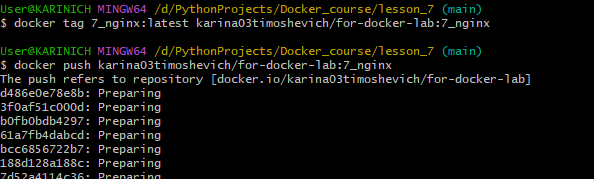 User@KARINICH MINGW64 /d/PythonProjects/Docker_course/lesson_7 (main)
$ docker tag 7_nginx:latest karina03timoshevich/for-docker-lab:7_nginx
User@KARINICH MINGW64 /d/PythonProjects/Docker_course/lesson_7 (main)
$ docker push karina03timoshevich/for-docker-lab:7_nginx
The push refers to repository [docker.io/karina03timoshevich/for-docker-lab]
d486e0e78e8b: Preparing
3f0af51c000d: Preparing
b0fb0bdb4297: Preparing
61a7fb4dabcd: Preparing
bcc6856722b7: Preparing
188d128a188c: Preparing
7d52a4114c36: Preparing